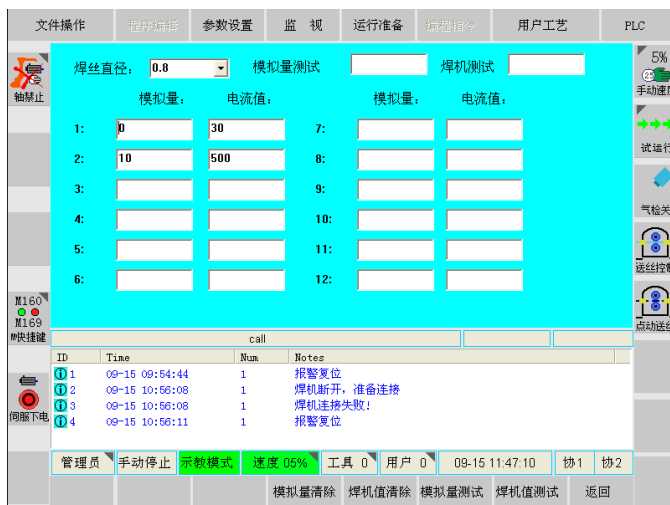 文件操作 程序编辑 参数设置 监 视 运行准备 编程指令 用户工艺 PLC
焊丝直径: 0.8 模拟量测试 焊机测试
模拟量: 电流值: 模拟量: 电流值:
1: 0 30 7:
2: 10 500 8:
3: 9:
4: 10:
5: 11:
6: 12:
轴禁止
M160
M169
M快捷键
伺服下电
5%
手动速度
试运行
气检关
送丝控制
点动送丝
call
ID Time Num Notes
1 09-15 09:54:44 1 报警复位
2 09-15 10:56:08 1 焊机断开，准备连接
3 09-15 10:56:08 1 焊机连接失败!
4 09-15 10:56:11 1 报警复位
管理员 手动停止 示教模式 速度 05% 工具 0 用户 0 09-15 11:47:10 协1 协2
模拟量清除 焊机值清除 模拟量测试 焊机值测试 返回